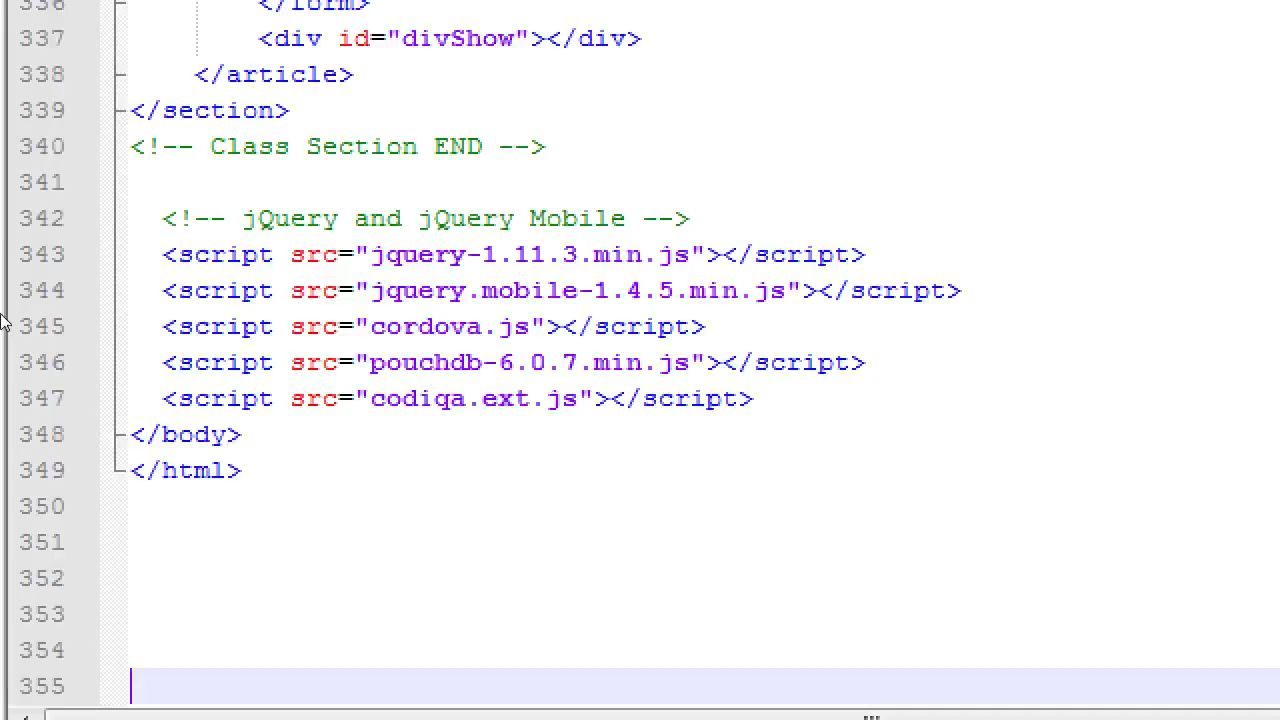 336 </form>
337 <div id="divShow"></div>
338 </article>
339 </section>
340 <!-- Class Section END -->
341
342 <!-- jQuery and jQuery Mobile -->
343 <script src="jquery-1.11.3.min.js"></script>
344 <script src="jquery.mobile-1.4.5.min.js"></script>
345 <script src="cordova.js"></script>
346 <script src="pouchdb-6.0.7.min.js"></script>
347 <script src="codiqa.ext.js"></script>
348 </body>
349 </html>
350
351
352
353
354
355